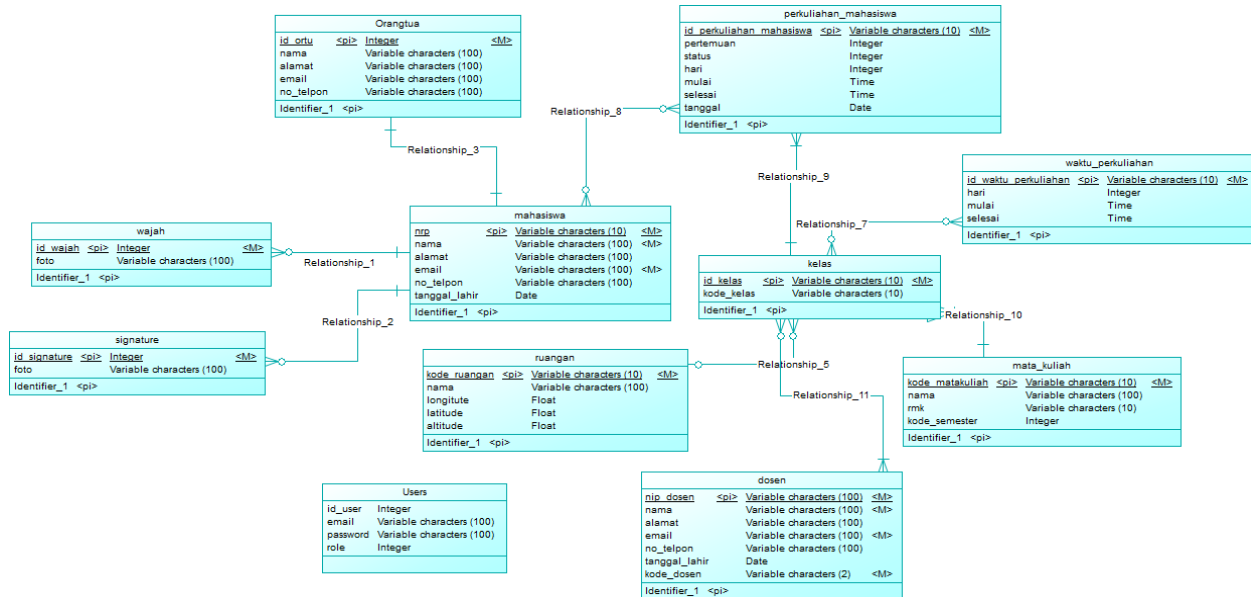 Orangtua
id_ortu <pi> Integer <M>
nama Variable characters (100)
alamat Variable characters (100)
email Variable characters (100)
no_telpon Variable characters (100)
Identifier_1 <pi>
perkuliahan_mahasiswa
id_perkuliahan_mahasiswa <pi> Variable characters (10) <M>
pertemuan Integer
status Integer
hari Integer
mulai Time
selesai Time
tanggal Date
Identifier_1 <pi>
Relationship_8
Relationship_3
Relationship_9
waktu_perkuliahan
id_waktu_perkuliahan <pi> Variable characters (10) <M>
hari Integer
mulai Time
selesai Time
Identifier_1 <pi>
Relationship_7
mahasiswa
nrp <pi> Variable characters (10) <M>
nama Variable characters (100) <M>
alamat Variable characters (100)
email Variable characters (100) <M>
no_telpon Variable characters (100)
tanggal_lahir Date
Identifier_1 <pi>
wajah
id_wajah <pi> Integer <M>
foto Variable characters (100)
Identifier_1 <pi>
Relationship_1
kelas
id_kelas <pi> Variable characters (10) <M>
kode_kelas Variable characters (10)
Identifier_1 <pi>
Relationship_2
Relationship_10
signature
id_signature <pi> Integer <M>
foto Variable characters (100)
Identifier_1 <pi>
ruangan
kode_ruangan <pi> Variable characters (10) <M>
nama Variable characters (100)
longitute Float
latitude Float
altitude Float
Identifier_1 <pi>
Relationship_5
Relationship_11
mata_kuliah
kode_matakuliah <pi> Variable characters (10) <M>
nama Variable characters (100)
rmk Variable characters (10)
kode_semester Integer
Identifier_1 <pi>
Users
id_user Integer
email Variable characters (100)
password Variable characters (100)
role Integer
dosen
nip_dosen <pi> Variable characters (100) <M>
nama Variable characters (100) <M>
alamat Variable characters (100)
email Variable characters (100) <M>
no_telpon Variable characters (100)
tanggal_lahir Date
kode_dosen Variable characters (2) <M>
Identifier_1 <pi>